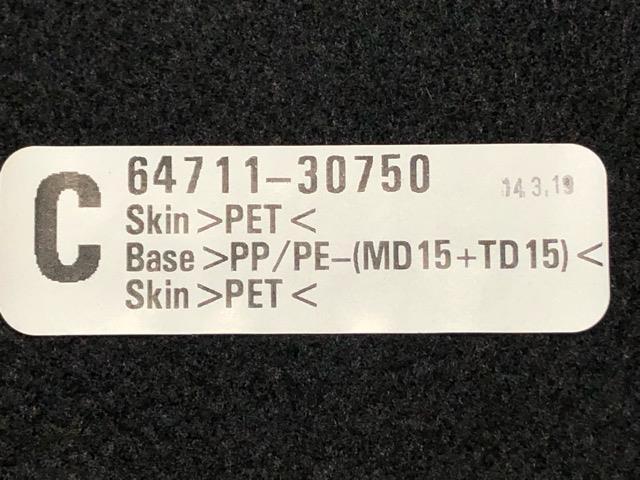 C
64711-30750
14.3.19
Skin >PET<
Base >PP/PE-(MD15+TD15)<
Skin >PET<